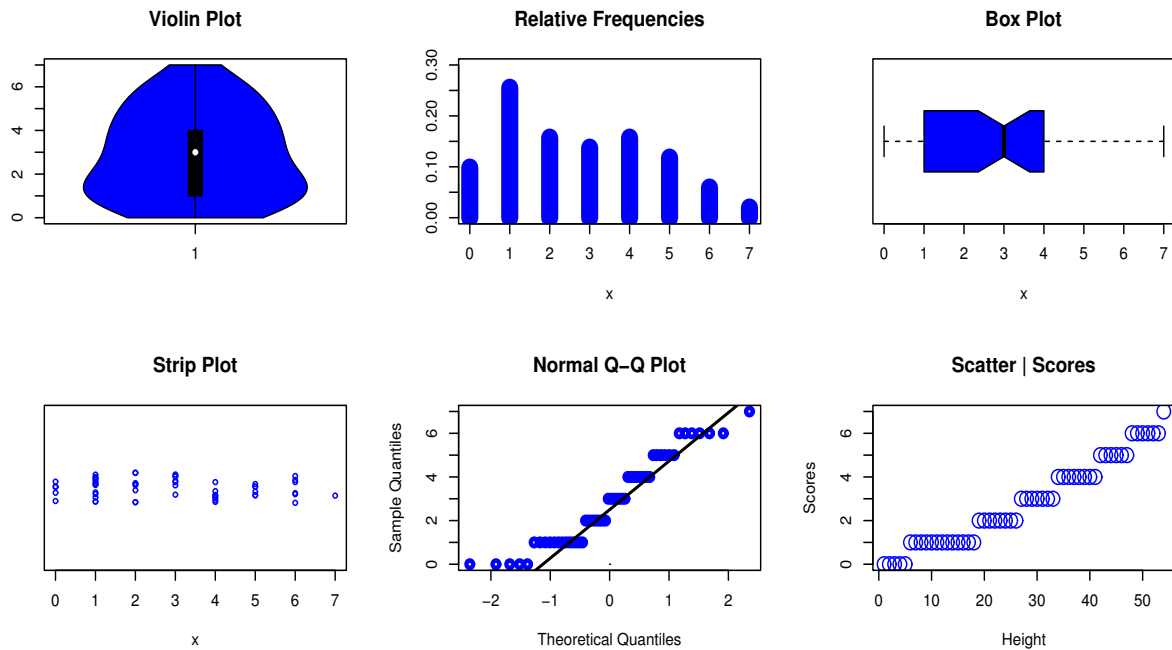 Violin Plot
0 2 4 6
1
Relative Frequencies
0.00 0.10 0.20 0.30
0 1 2 3 4 5 6 7
x
Box Plot
0 1 2 3 4 5 6 7
x
Strip Plot
0 1 2 3 4 5 6 7
x
Normal Q−Q Plot
Sample Quantiles
0 2 4 6
−2 −1 0 1 2
Theoretical Quantiles
Scatter | Scores
Scores
0 2 4 6
0 10 20 30 40 50
Height